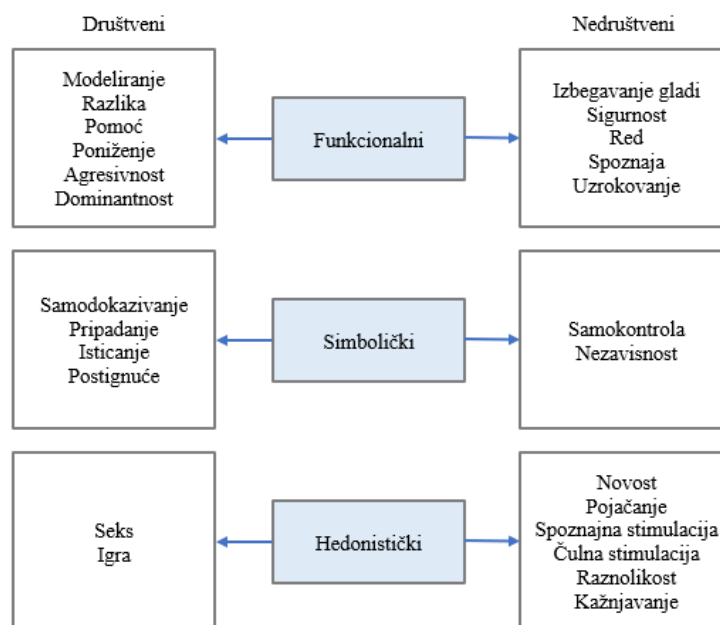 Društveni
Nedruštveni
Modeliranje
Razlika
Pomoć
Poniženje
Agresivnost
Dominantnost
Funkcionalni
Izbegavanje gladi
Sigurnost
Red
Spoznaja
Uzrokovanje
Samodokazivanje
Pripadanje
Isticanje
Postignuće
Simbolički
Samokontrola
Nezavisnost
Seks
Igra
Hedonistički
Novost
Pojačanje
Spoznajna stimulacija
Čulna stimulacija
Raznolikost
Kažnjavanje